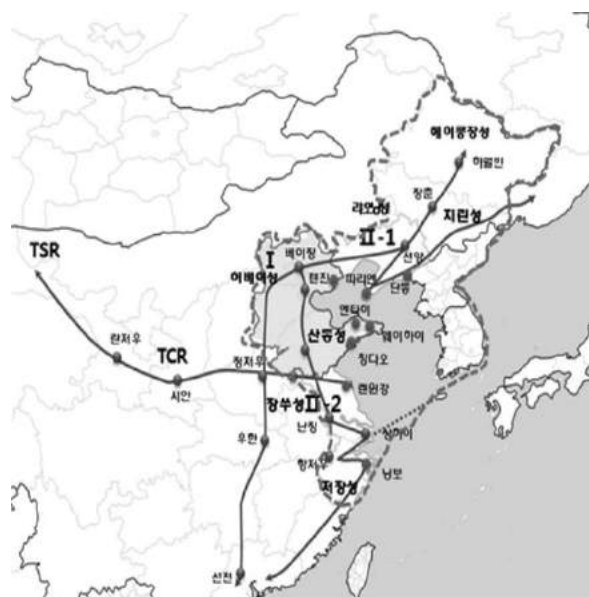 헤이룽장성
하얼빈
장춘
랴오닝성
지린성
II-1
선양
TSR
I
베이징
허베이성
텐진
따리엔
단둥
엔타이
웨이하이
산둥성
칭다오
란저우
TCR
시안
정저우
렌윈강
장쑤성 II-2
난징
우한
상하이
항저우
닝보
저장성
선전